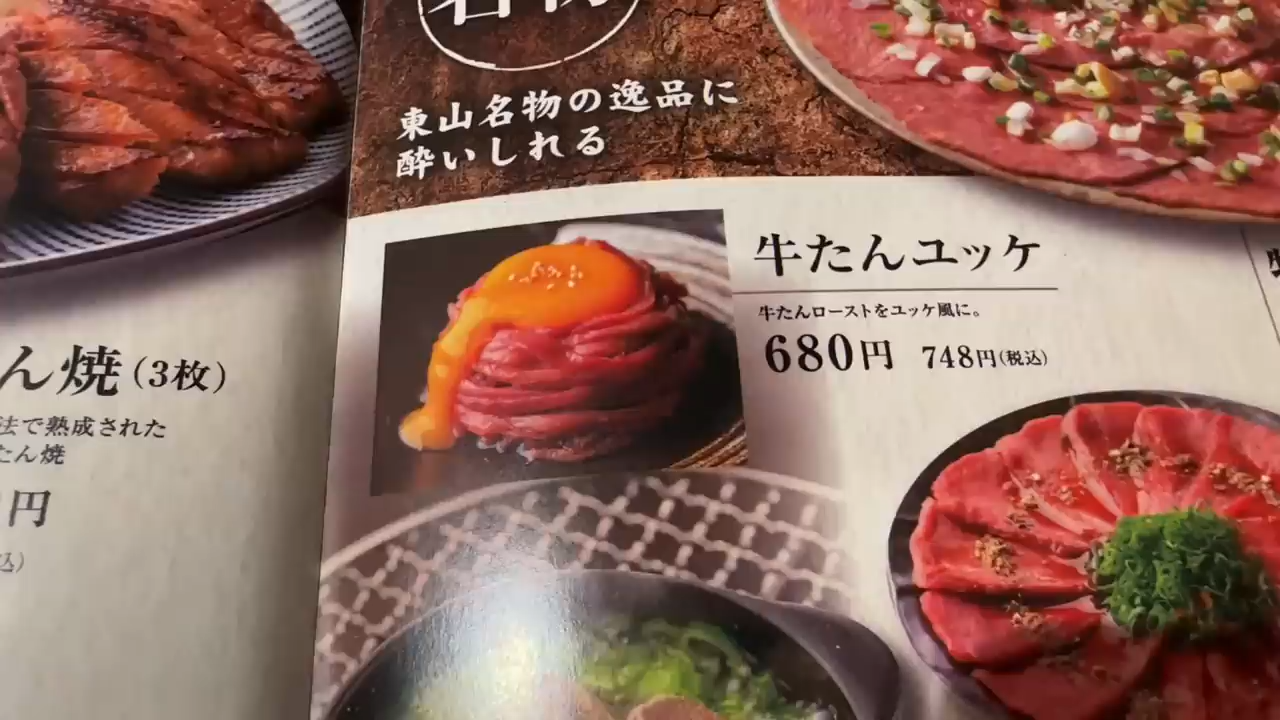 東山名物の逸品に
酔いしれる
牛たんユッケ
牛たんローストをユッケ風に。
680円 748円(税込)
ん焼(3枚)
法で熟成された
たん焼
円
込)